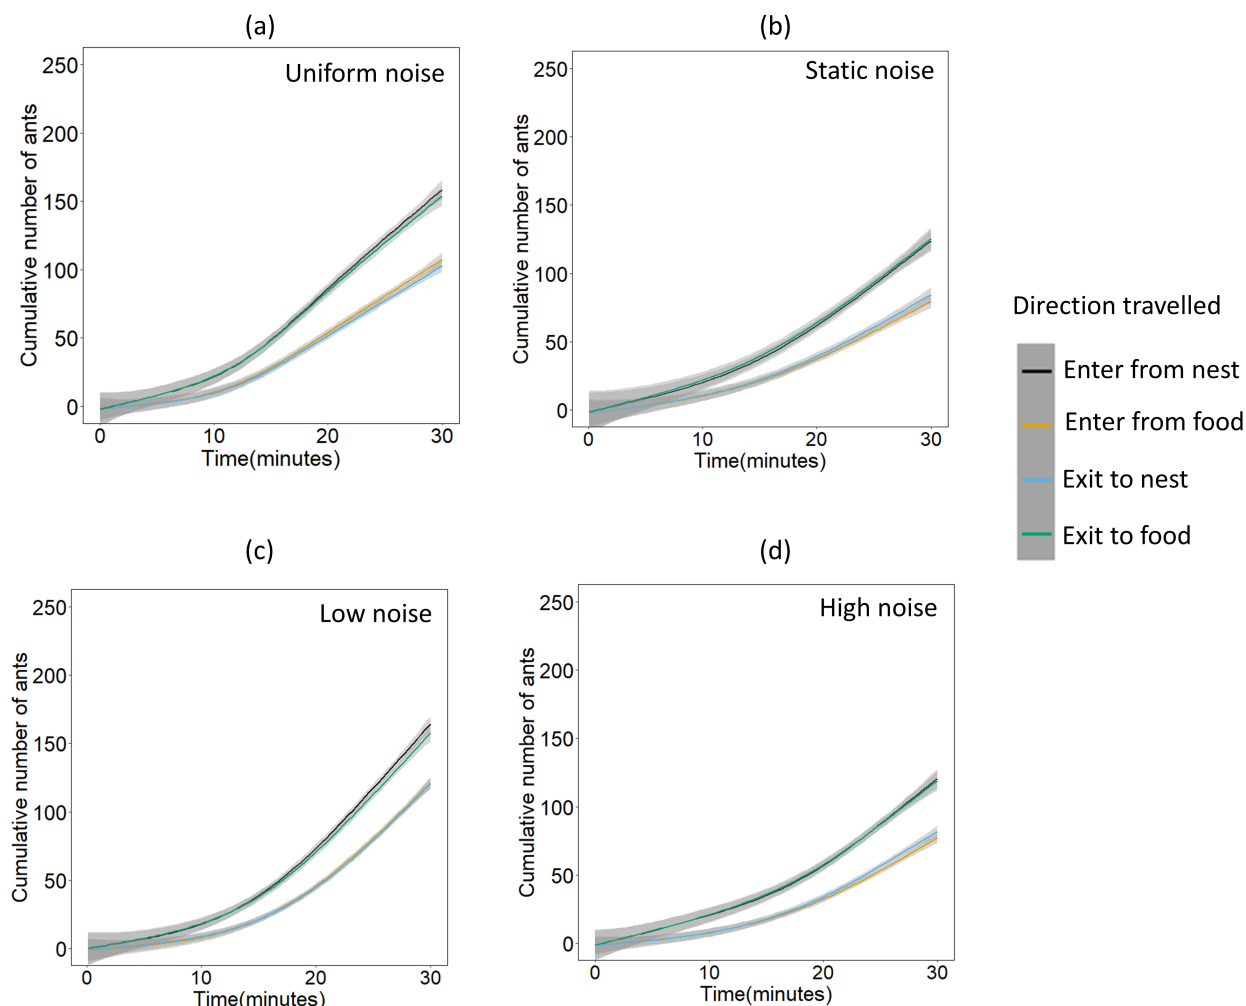 (a)
Uniform noise
Cumulative number of ants
250
200
150
100
50
0
0 10 20 30
Time(minutes)
(b)
Static noise
Cumulative number of ants
250
200
150
100
50
0
0 10 20 30
Time(minutes)
Direction travelled
Enter from nest
Enter from food
Exit to nest
Exit to food
(c)
Low noise
Cumulative number of ants
250
200
150
100
50
0
0 10 20 30
Time(minutes)
(d)
High noise
Cumulative number of ants
250
200
150
100
50
0
0 10 20 30
Time(minutes)